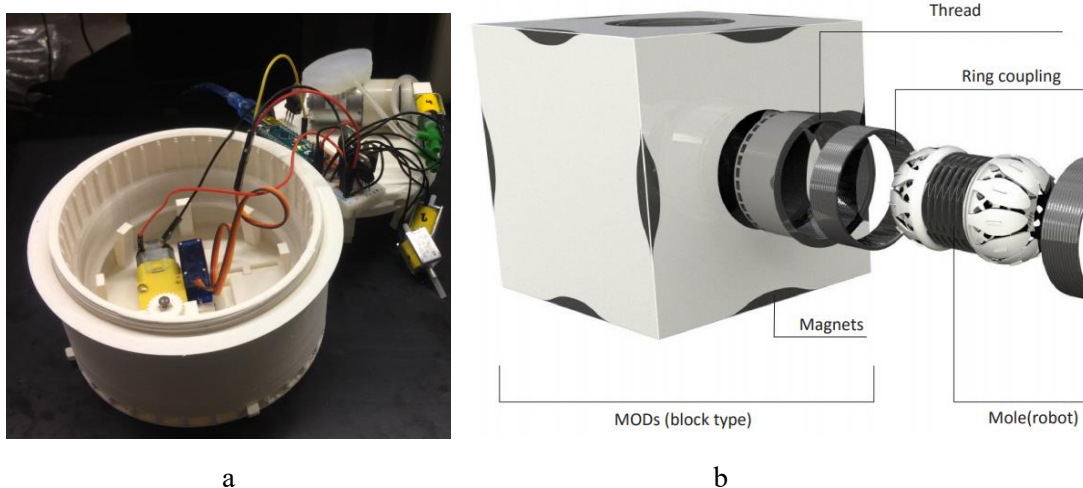 Thread
Ring coupling
Magnets
MODs (block type)
Mole(robot)
a
b